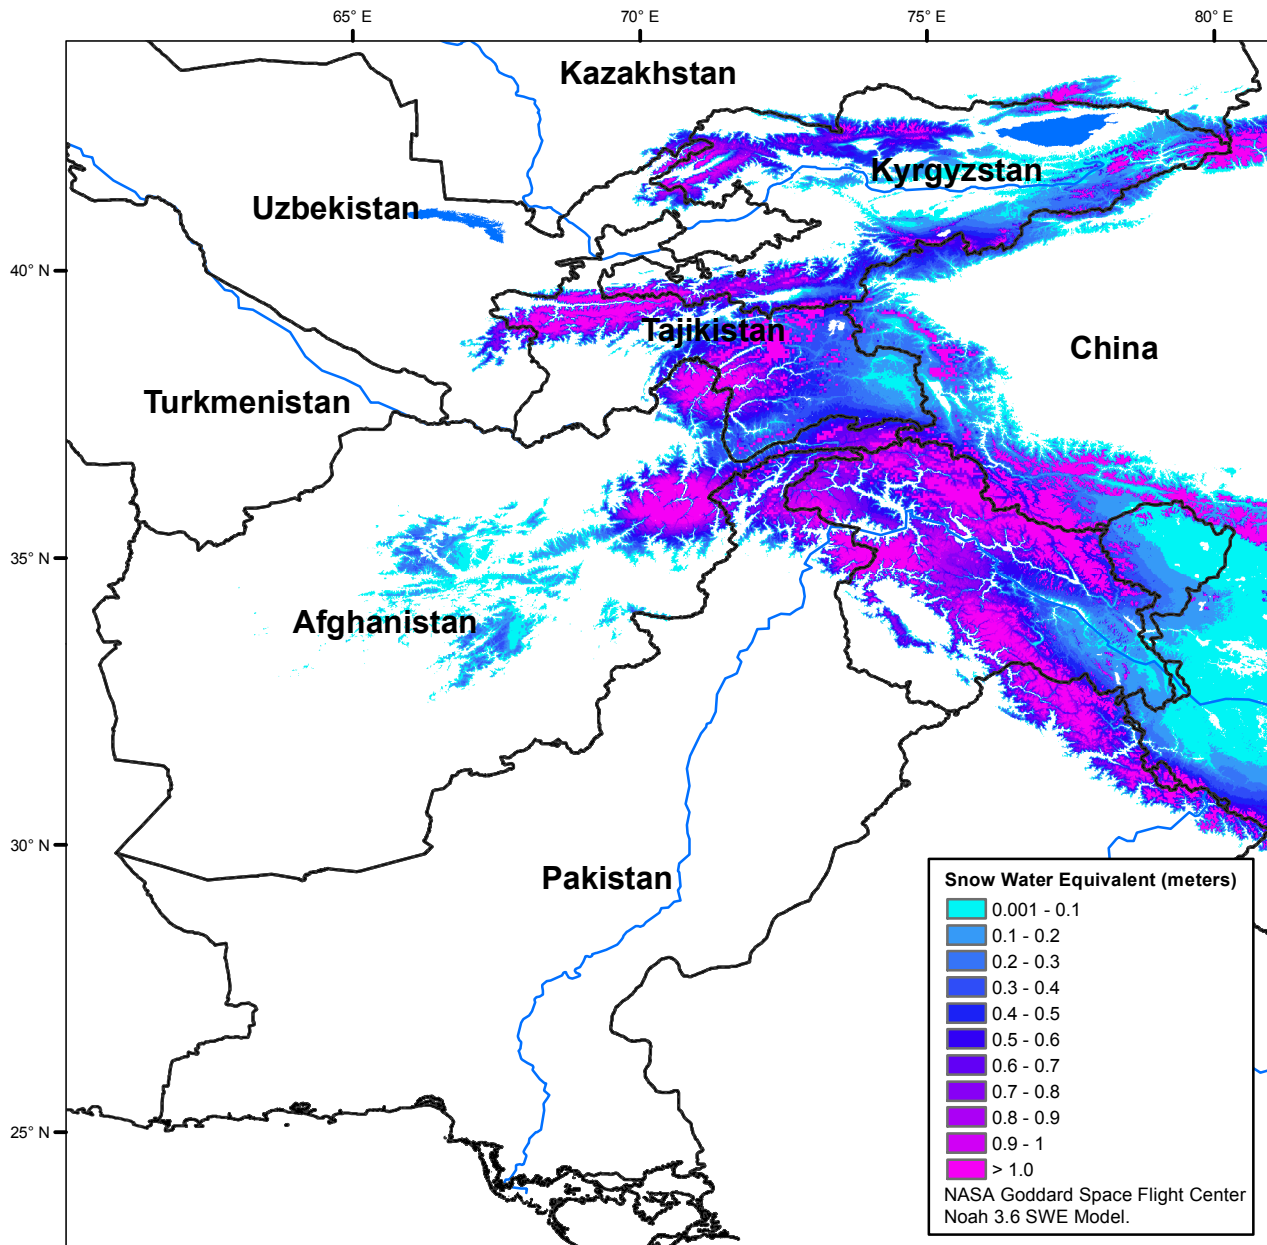 65° E
70° E
75° E
80° E
Kazakhstan
Kyrgyzstan
Uzbekistan
40° N
Tajikistan
China
Turkmenistan
35° N
Afghanistan
30° N
Pakistan
25° N
Snow Water Equivalent (meters)
0.001 - 0.1
0.1 - 0.2
0.2 - 0.3
0.3 - 0.4
0.4 - 0.5
0.5 - 0.6
0.6 - 0.7
0.7 - 0.8
0.8 - 0.9
0.9 - 1
> 1.0
NASA Goddard Space Flight Center
Noah 3.6 SWE Model.